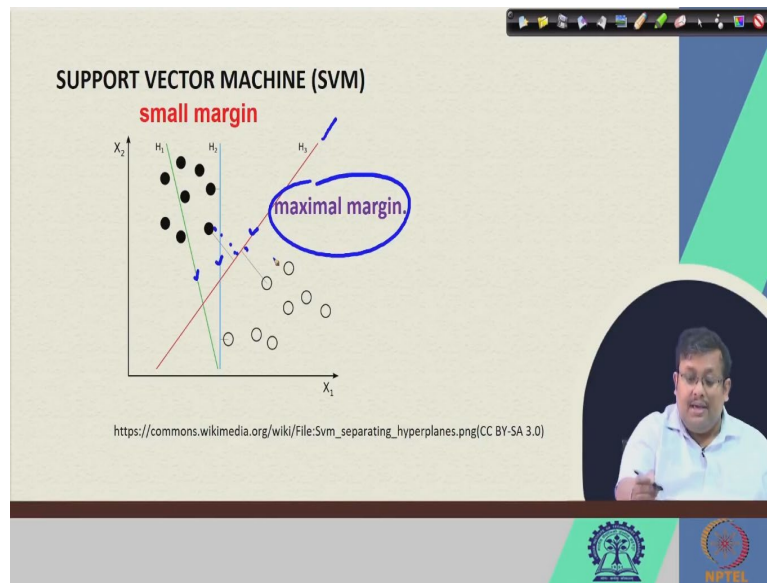 SUPPORT VECTOR MACHINE (SVM)
small margin
X2
H1
H2
H3
maximal margin.
X1
https://commons.wikimedia.org/wiki/File:Svm_separating_hyperplanes.png(CC BY-SA 3.0)
NPTEL